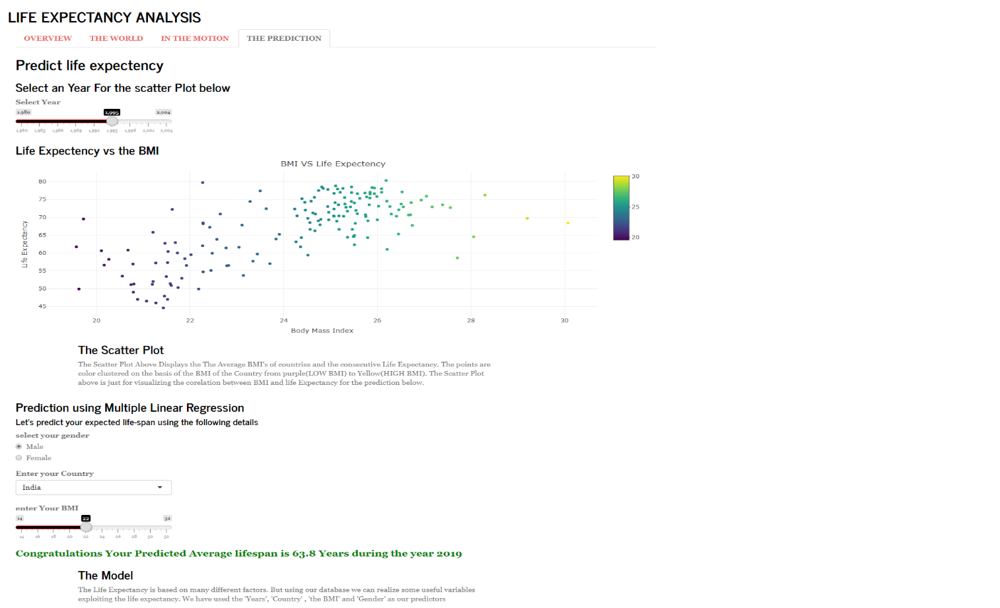 LIFE EXPECTANCY ANALYSIS
OVERVIEW THE WORLD IN THE MOTION THE PREDICTION
Predict life expectency
Select an Year For the scatter Plot below
Select Year
1,980 1,995 2,004
1,980 1,983 1,986 1,989 1,992 1,995 1,998 2,001 2,004
Life Expectency vs the BMI
BMI VS Life Expectency
80
75
70
65
60
55
50
45
Life Expectency
20 22 24 26 28 30
Body Mass Index
30
25
20
The Scatter Plot
The Scatter Plot Above Displays the The Average BMI's of countries and the consecutive Life Expectancy. The points are
color clustered on the basis of the BMI of the Country from purple(LOW BMI) to Yellow(HIGH BMI). The Scatter Plot
above is just for visualizing the corelation between BMI and life Expectancy for the prediction below.
Prediction using Multiple Linear Regression
Let's predict your expected life-span using the following details
select your gender
Male
Female
Enter your Country
India
enter Your BMI
14 22 32
14 16 18 20 22 24 26 28 30 32
Congratulations Your Predicted Average lifespan is 63.8 Years during the year 2019
The Model
The Life Expectancy is based on many different factors. But using our database we can realize some useful variables
exploiting the life expectancy. We have used the 'Years', 'Country' , 'the BMI' and 'Gender' as our predictors